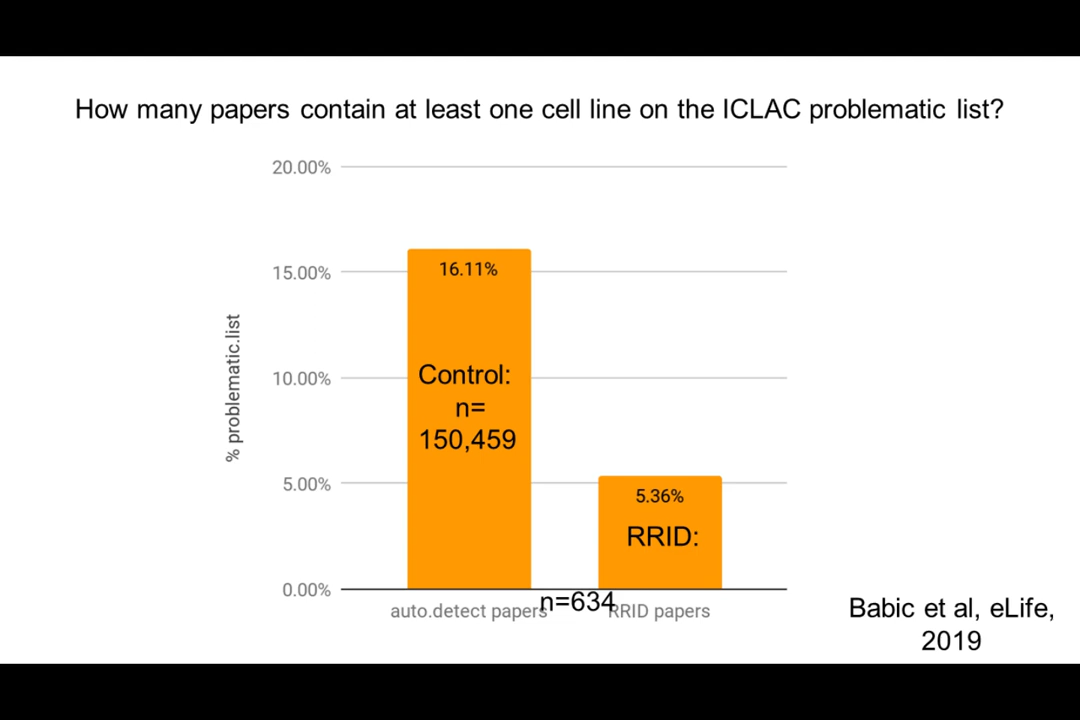 How many papers contain at least one cell line on the ICLAC problematic list?
20.00%
15.00%
10.00%
5.00%
0.00%
% problematic.list
16.11%
Control:
n=
150,459
5.36%
RRID:
n=634
auto.detect papers
RRID papers
Babic et al, eLife,
2019